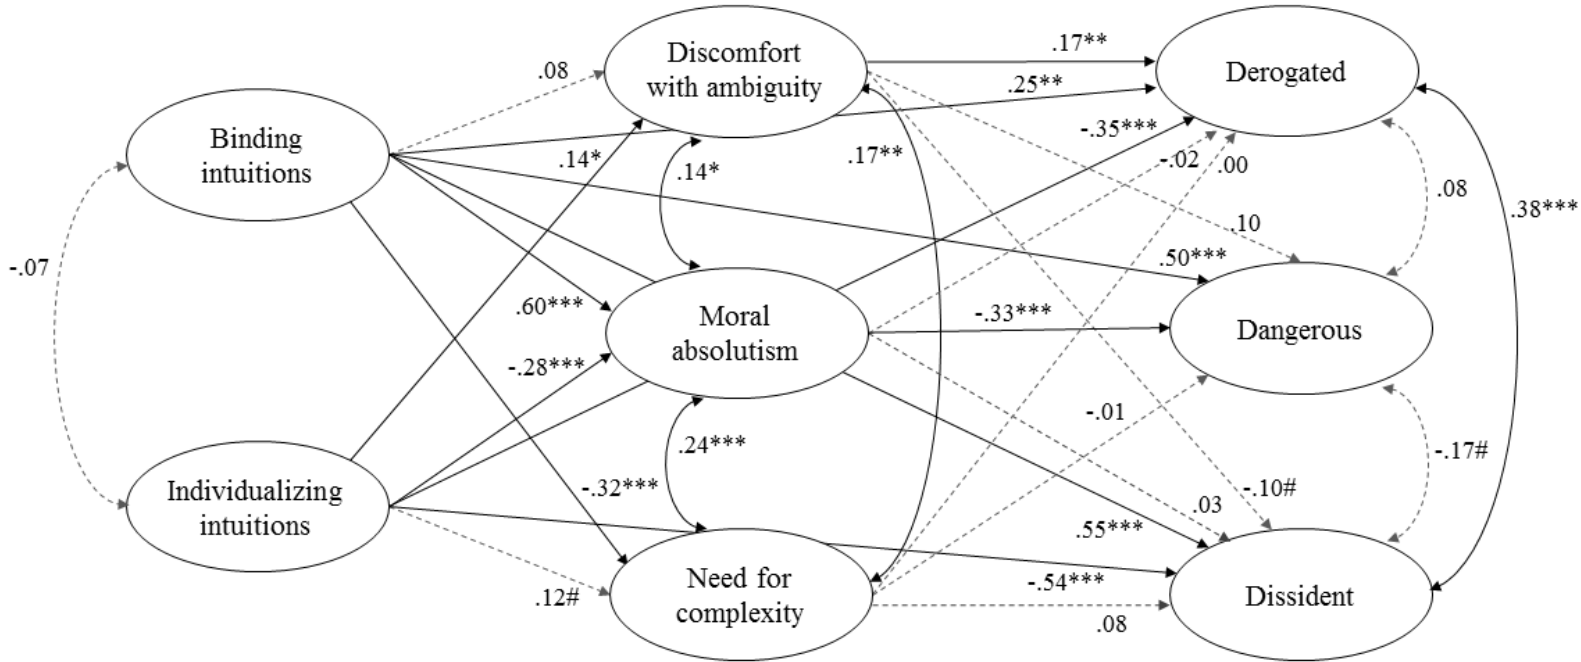 Discomfort
with ambiguity
Derogated
.17**
.08
.25**
Binding
intuitions
-.35***
.14*
.14*
.17**
-.02
.00
.08
.38***
.10
-.07
.50***
.60***
Moral
absolutism
-.33***
Dangerous
-.28***
-.01
.24***
-.17#
Individualizing
intuitions
-.32***
-.10#
.03
.55***
Need for
complexity
-.54***
Dissident
.12#
.08